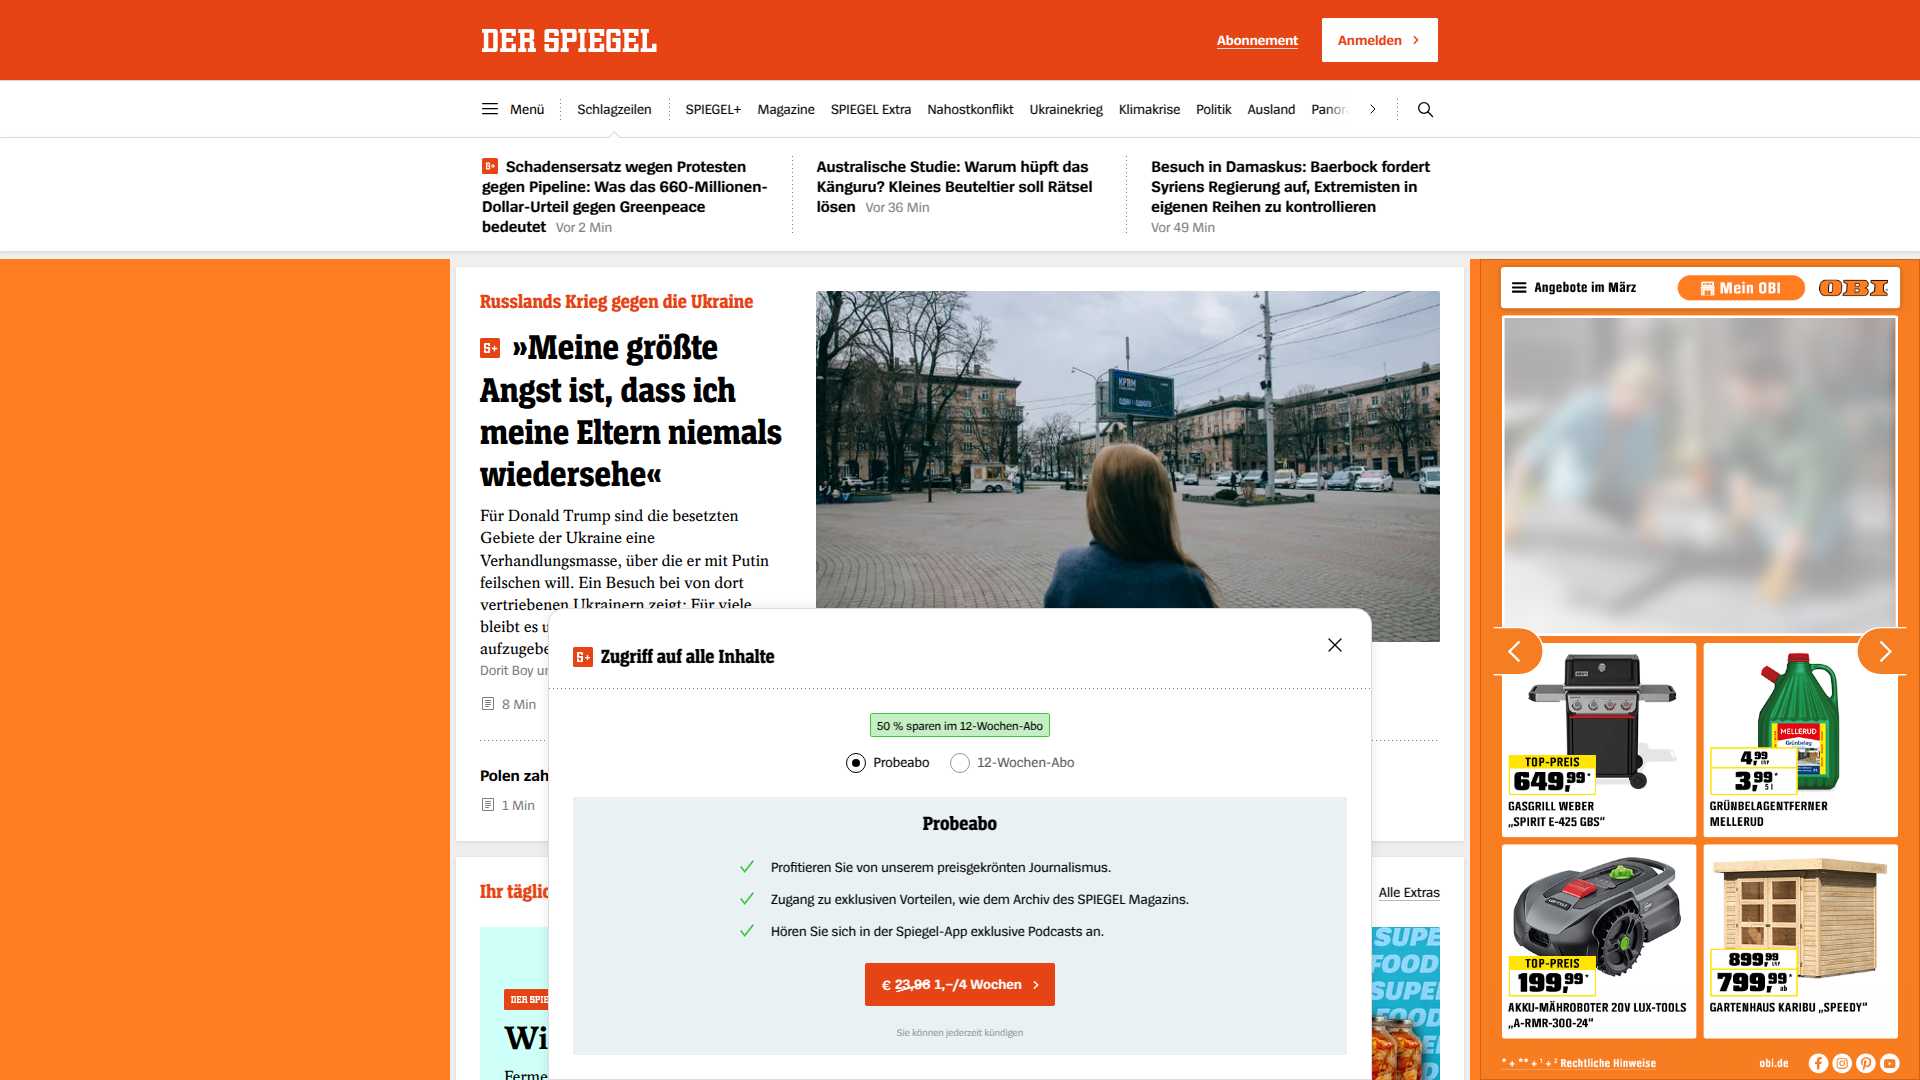 DER SPIEGEL
Abonnement
Anmelden
Menü
Schlagzeilen
SPIEGEL+
Magazine
SPIEGEL Extra
Nahostkonflikt
Ukrainekrieg
Klimakrise
Politik
Ausland
Schadensersatz wegen Protesten
gegen Pipeline: Was das 660-Millionen-
Dollar-Urteil gegen Greenpeace
bedeutet Vor 2 Min
Australische Studie: Warum hüpft das
Känguru? Kleines Beuteltier soll Rätsel
lösen Vor 36 Min
Besuch in Damaskus: Baerbock fordert
Syriens Regierung auf, Extremisten in
eigenen Reihen zu kontrollieren
Vor 49 Min
Russlands Krieg gegen die Ukraine
»Meine größte
Angst ist, dass ich
meine Eltern niemals
wiedersehe«
Für Donald Trump sind die besetzten
Gebiete der Ukraine eine
Verhandlungsmasse, über die er mit Putin
feilschen will. Ein Besuch bei von dort
vertriebenen Ukrainern zeigt: Für viele
bleibt es
aufzugebe
Dorit Boy
8 Min
Polen zah
1 Min
Ihr täglic
Alle Extras
DER SPIE
Wi
Ferme
SUPE
FOOD
SUPE
FOOD
Zugriff auf alle Inhalte
50 % sparen im 12-Wochen-Abo
Probeabo
12-Wochen-Abo
Probeabo
Profitieren Sie von unserem preisgekrönten Journalismus.
Zugang zu exklusiven Vorteilen, wie dem Archiv des SPIEGEL Magazins.
Hören Sie sich in der Spiegel-App exklusive Podcasts an.
€ 23,96 1,–/4 Wochen
Sie können jederzeit kündigen
Angebote im März
Mein OBI
OBI
TOP-PREIS
649,99*
GASGRILL WEBER
„SPIRIT E-425 GBS“
MELLERUD
Grünbelag
4,99
3,99*
5 l
GRÜNBELAGENTFERNER
MELLERUD
TOP-PREIS
199,99*
AKKU-MÄHROBOTER 20V LUX-TOOLS
„A-RMR-300-24“
899,99
799,99*
ab
GARTENHAUS KARIBU „SPEEDY“
* + ** + ¹ + ² Rechtliche Hinweise
obi.de